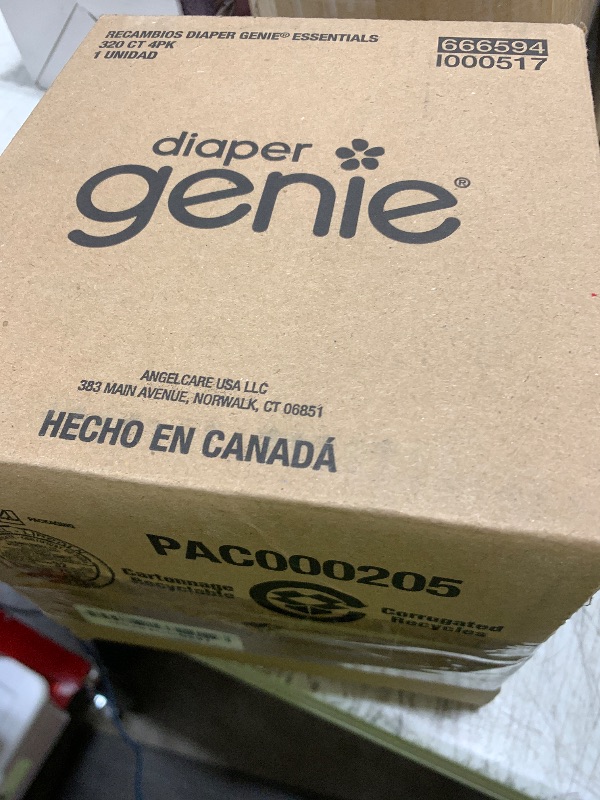 RECAMBIOS DIAPER GENIE® ESSENTIALS
320 CT 4PK
1 UNIDAD
666594
I000517
diaper
genie®
ANGELCARE USA LLC
383 MAIN AVENUE, NORWALK, CT 06851
HECHO EN CANADÁ
PACKAGING
PAC000205
Cartonnage
Recyclable
Corrugated
Recycles